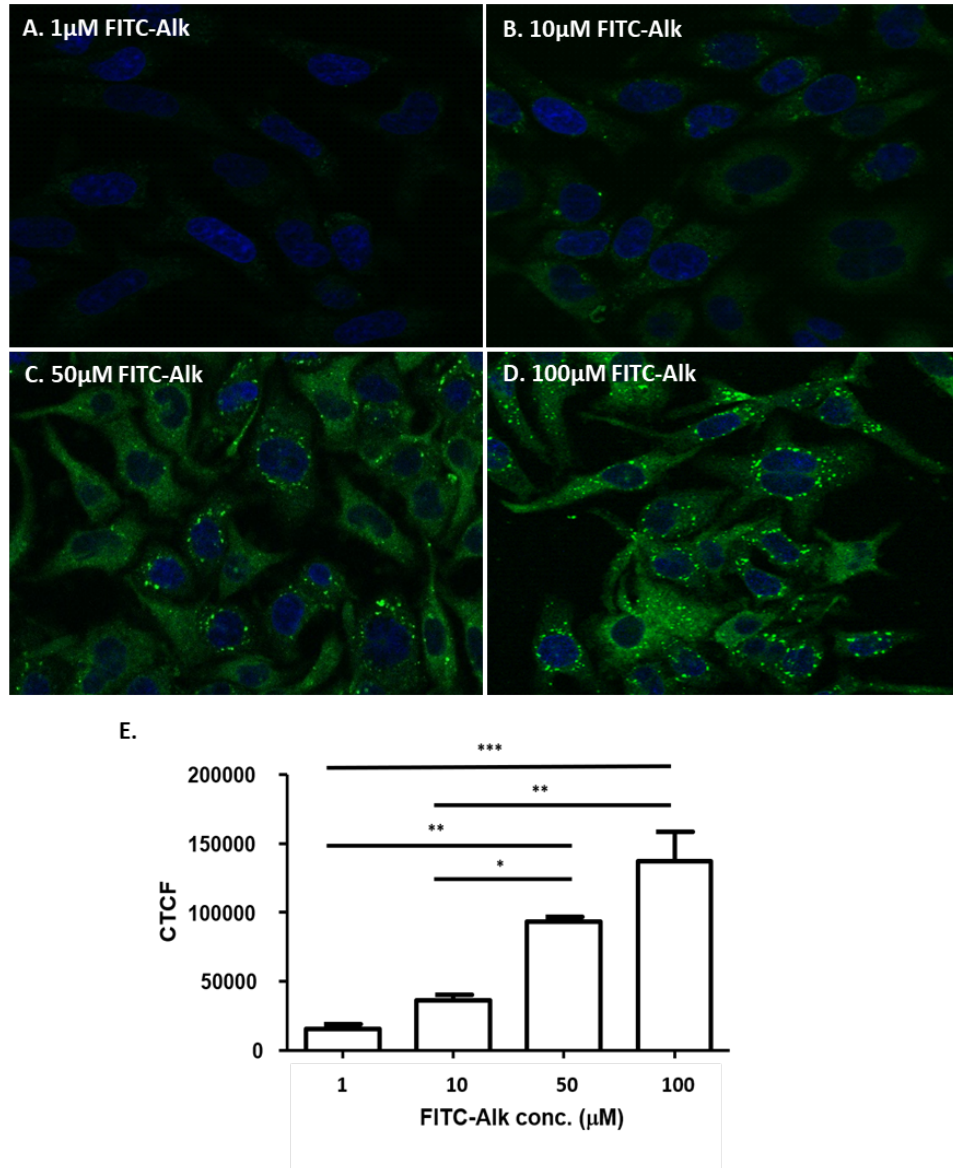 A. 1µM FITC-Alk
B. 10µM FITC-Alk
C. 50µM FITC-Alk
D. 100µM FITC-Alk
E.
***
**
**
*
200000
150000
100000
50000
0
CTCF
1 10 50 100
FITC-Alk conc. (µM)